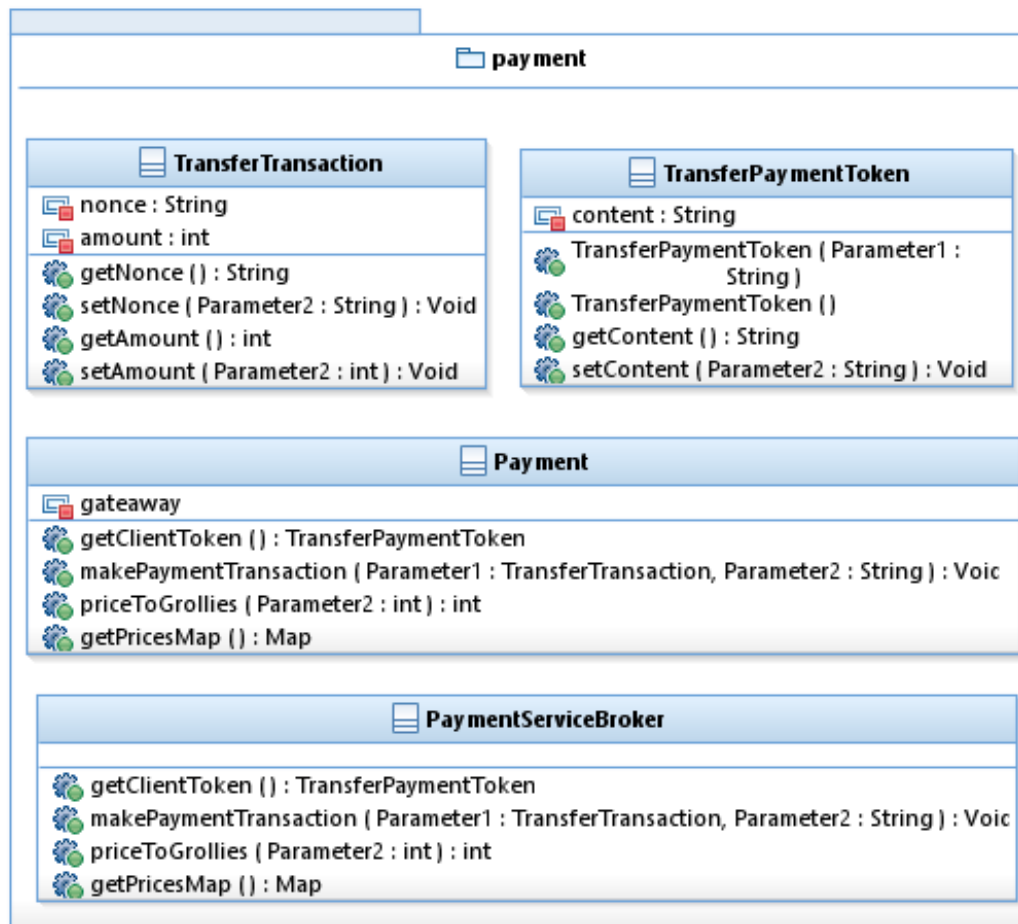 payment
TransferTransaction
nonce : String
amount : int
getNonce () : String
setNonce ( Parameter2 : String ) : Void
getAmount () : int
setAmount ( Parameter2 : int ) : Void
TransferPaymentToken
content : String
TransferPaymentToken ( Parameter1 :
String )
TransferPaymentToken ()
getContent () : String
setContent ( Parameter2 : String ) : Void
Payment
gateaway
getClientToken () : TransferPaymentToken
makePaymentTransaction ( Parameter1 : TransferTransaction, Parameter2 : String ) : Voic
priceToGrollies ( Parameter2 : int ) : int
getPricesMap () : Map
PaymentServiceBroker
getClientToken () : TransferPaymentToken
makePaymentTransaction ( Parameter1 : TransferTransaction, Parameter2 : String ) : Voic
priceToGrollies ( Parameter2 : int ) : int
getPricesMap () : Map